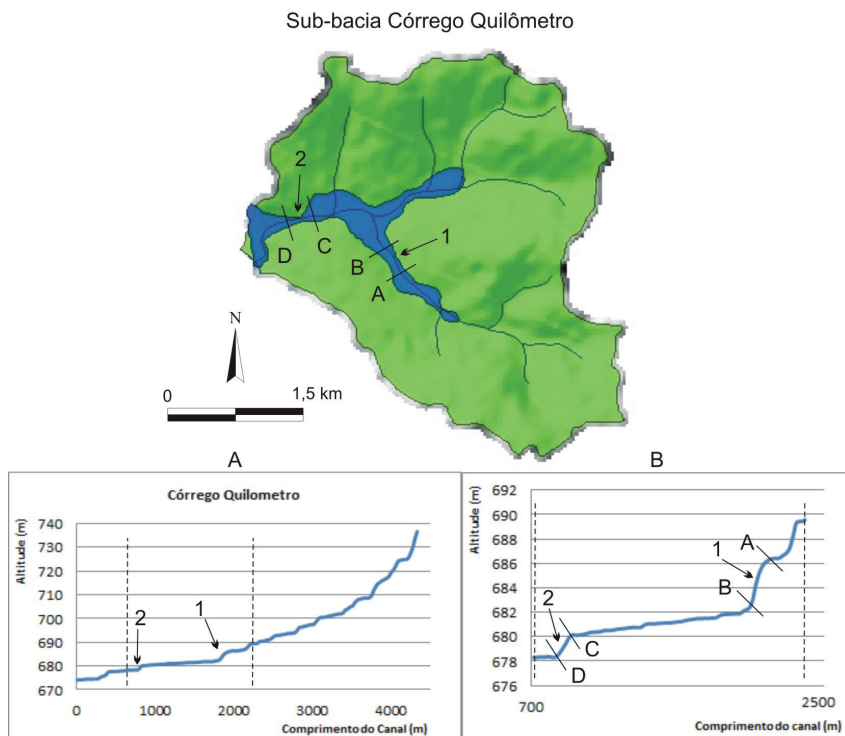 Sub-bacia Córrego Quilômetro
2
C
D
1
B
A
N
0 1,5 km
A
B
Córrego Quilometro
Altitude (m)
740
730
720
710
700
690
680
670
2
1
0 1000 2000 3000 4000
Comprimento do Canal (m)
Altitude (m)
692
690
688
686
684
682
680
678
676
1
A
B
2
C
D
700 2500
Comprimento do canal (m)